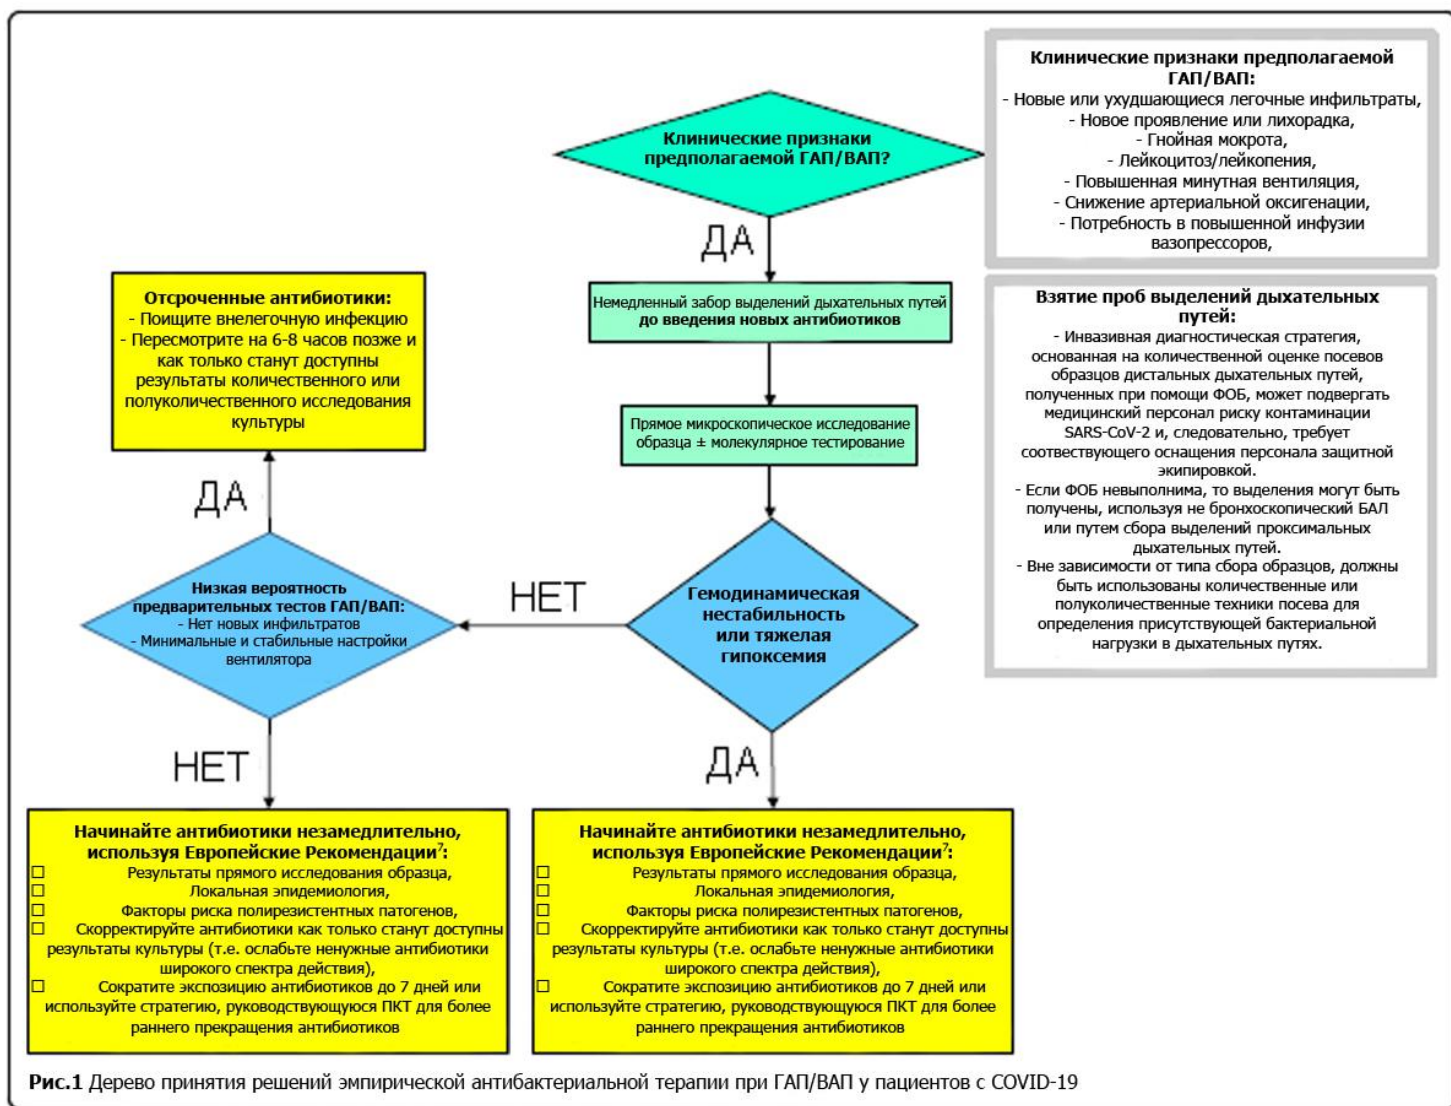 Клинические признаки
предполагаемой ГАП/ВАП?
Клинические признаки предполагаемой
ГАП/ВАП:
- Новые или ухудшающиеся легочные инфильтраты,
- Новое проявление или лихорадка,
- Гнойная мокрота,
- Лейкоцитоз/лейкопения,
- Повышенная минутная вентиляция,
- Снижение артериальной оксигенации,
- Потребность в повышенной инфузии
вазопрессоров,
ДА
Немедленный забор выделений дыхательных путей
до введения новых антибиотиков
Взятие проб выделений дыхательных
путей:
- Инвазивная диагностическая стратегия,
основанная на количественной оценке посевов
образцов дистальных дыхательных путей,
полученных при помощи ФОБ, может подвергать
медицинский персонал риску контаминации
SARS-CoV-2 и, следовательно, требует
соотвествующего оснащения персонала защитной
экипировкой.
- Если ФОБ невыполнима, то выделения могут быть
получены, используя не бронхоскопический БАЛ
или путем сбора выделений проксимальных
дыхательных путей.
- Вне зависимости от типа сбора образцов, должны
быть использованы количественные или
полуколичественные техники посева для
определения присутствующей бактериальной
нагрузки в дыхательных путях.
Прямое микроскопическое исследование
образца ± молекулярное тестирование
Гемодинамическая
нестабильность
или тяжелая
гипоксемия
НЕТ
Низкая вероятность
предварительных тестов ГАП/ВАП:
- Нет новых инфильтратов
- Минимальные и стабильные настройки
вентилятора
ДА
Отсроченные антибиотики:
- Поищите внелегочную инфекцию
- Пересмотрите на 6-8 часов позже и
как только станут доступны
результаты количественного или
полуколичественного исследования
культуры
НЕТ
Начинайте антибиотики незамедлительно,
используя Европейские Рекомендации⁷:
☐ Результаты прямого исследования образца,
☐ Локальная эпидемиология,
☐ Факторы риска полирезистентных патогенов,
☐ Скорректируйте антибиотики как только станут доступны
результаты культуры (т.е. ослабьте ненужные антибиотики
широкого спектра действия),
☐ Сократите экспозицию антибиотиков до 7 дней или
используйте стратегию, руководствующуюся ПКТ для более
раннего прекращения антибиотиков
ДА
Начинайте антибиотики незамедлительно,
используя Европейские Рекомендации⁷:
☐ Результаты прямого исследования образца,
☐ Локальная эпидемиология,
☐ Факторы риска полирезистентных патогенов,
☐ Скорректируйте антибиотики как только станут доступны
результаты культуры (т.е. ослабьте ненужные антибиотики
широкого спектра действия),
☐ Сократите экспозицию антибиотиков до 7 дней или
используйте стратегию, руководствующуюся ПКТ для более
раннего прекращения антибиотиков
Рис.1 Дерево принятия решений эмпирической антибактериальной терапии при ГАП/ВАП у пациентов с COVID-19